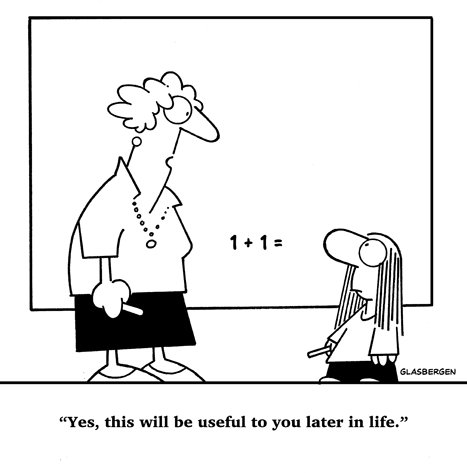 1 + 1 =
GLASBERGEN
“Yes, this will be useful to you later in life.”